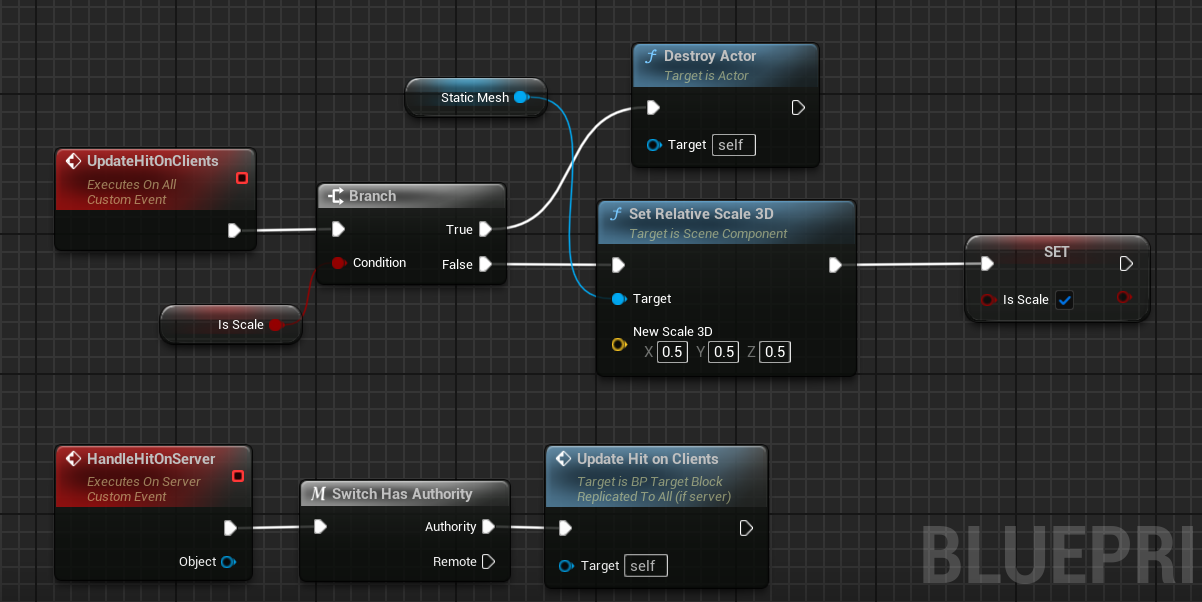 Destroy Actor
Target is Actor
Target self
Static Mesh
UpdateHitOnClients
Executes On All
Custom Event
Branch
True
Condition
False
Is Scale
Set Relative Scale 3D
Target is Scene Component
Target
New Scale 3D
X 0.5 Y 0.5 Z 0.5
SET
Is Scale
HandleHitOnServer
Executes On Server
Custom Event
Object
M Switch Has Authority
Authority
Remote
Update Hit on Clients
Target is BP Target Block
Replicated To All (if server)
Target self
BLUEPRI